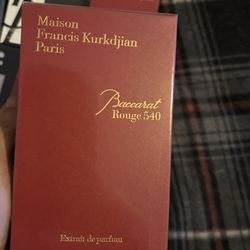 Maison
Francis Kurkdjian
Paris
Baccarat
Rouge 540
Extrait de parfum